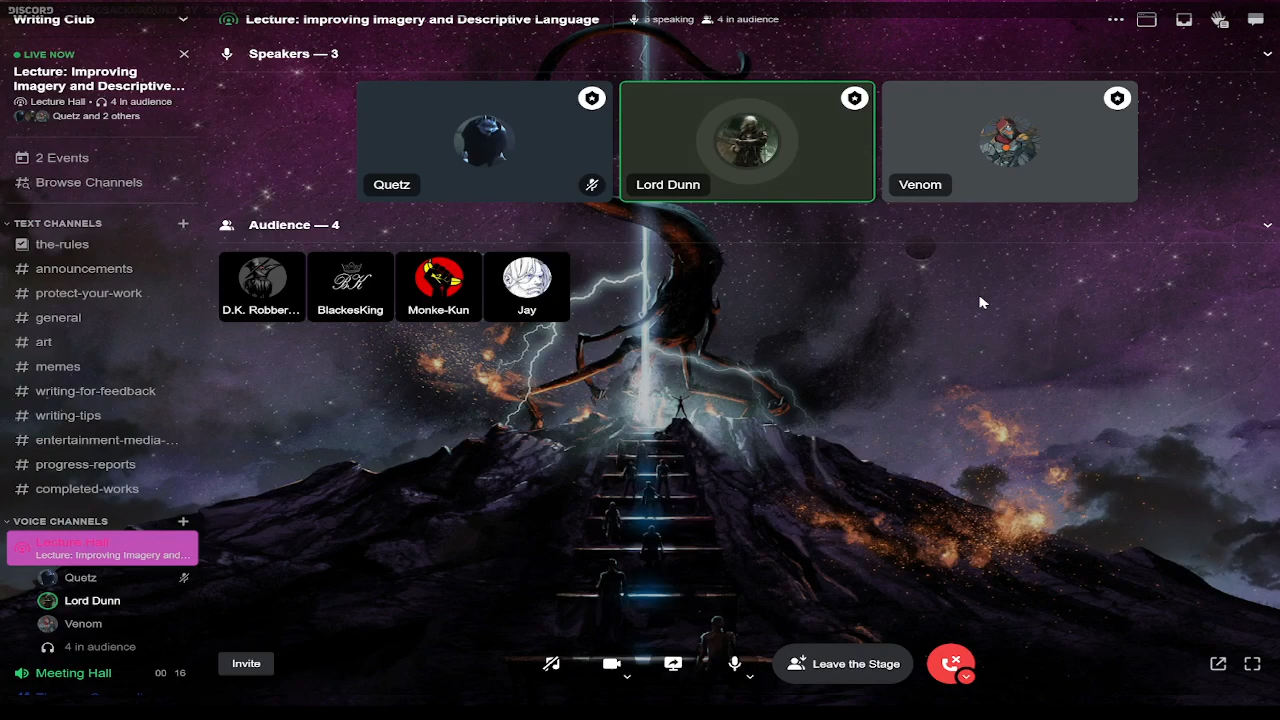 DISCORD
Writing Club
LIVE NOW
Lecture: Improving
Imagery and Descriptive...
Lecture Hall • 4 in audience
Quetz and 2 others
2 Events
Browse Channels
TEXT CHANNELS
the-rules
announcements
protect-your-work
general
art
memes
writing-for-feedback
writing-tips
entertainment-media-...
progress-reports
completed-works
VOICE CHANNELS
Lecture Hall
Lecture: Improving Imagery and...
Quetz
Lord Dunn
Venom
4 in audience
Meeting Hall 00 16
Lecture: Improving Imagery and Descriptive Language
3 speaking 4 in audience
Speakers — 3
Quetz
Lord Dunn
Venom
Audience — 4
D.K. Robber...
BK
BlackesKing
Monke-Kun
Jay
Invite
Leave the Stage